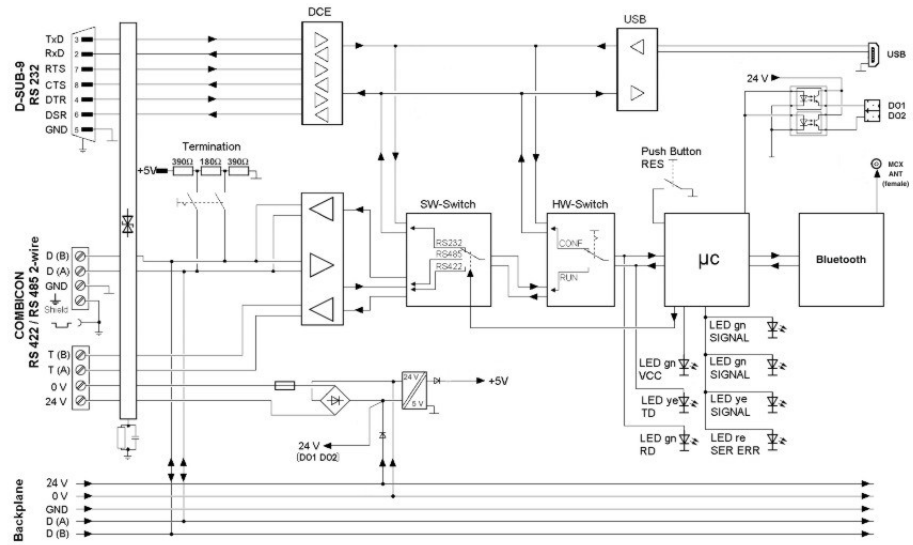 DCE
USB
D-SUB-9
RS 232
TxD 3
RxD 2
RTS 7
CTS 8
DTR 4
DSR 6
GND 5
USB
24 V
DO1
DO2
Termination
390Ω 180Ω 390Ω
+5V
Push Button
RES
MCX
ANT
(female)
SW-Switch
HW-Switch
RS232
RS485
RS422
CONF
RUN
µc
Bluetooth
COMBICON
RS 422 / RS 485 2-wire
D (B)
D (A)
GND
Shield
T (B)
T (A)
0 V
24 V
24 V
5 V
+5V
24 V
(DO1 DO2)
LED gn
VCC
LED ye
TD
LED gn
RD
LED gn
SIGNAL
LED gn
SIGNAL
LED ye
SIGNAL
LED re
SER ERR
Backplane
24 V
0 V
GND
D (A)
D (B)